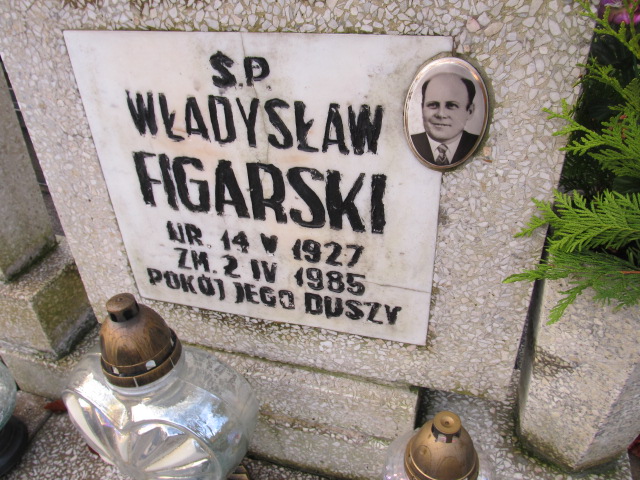 Ś.P.
WŁADYSŁAW
FIGARSKI
UR. 14 V 1927
ZM. 2 IV 1985
POKÓJ JEGO DUSZY